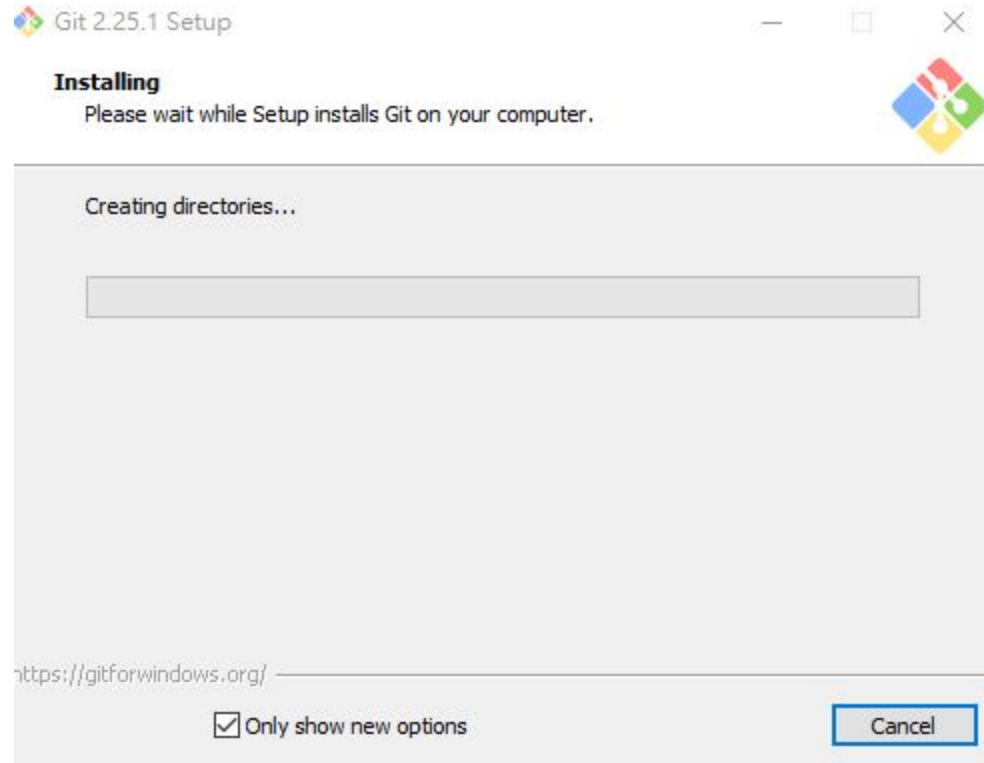 Git 2.25.1 Setup
Installing
Please wait while Setup installs Git on your computer.
Creating directories...
https://gitforwindows.org/
Only show new options
Cancel